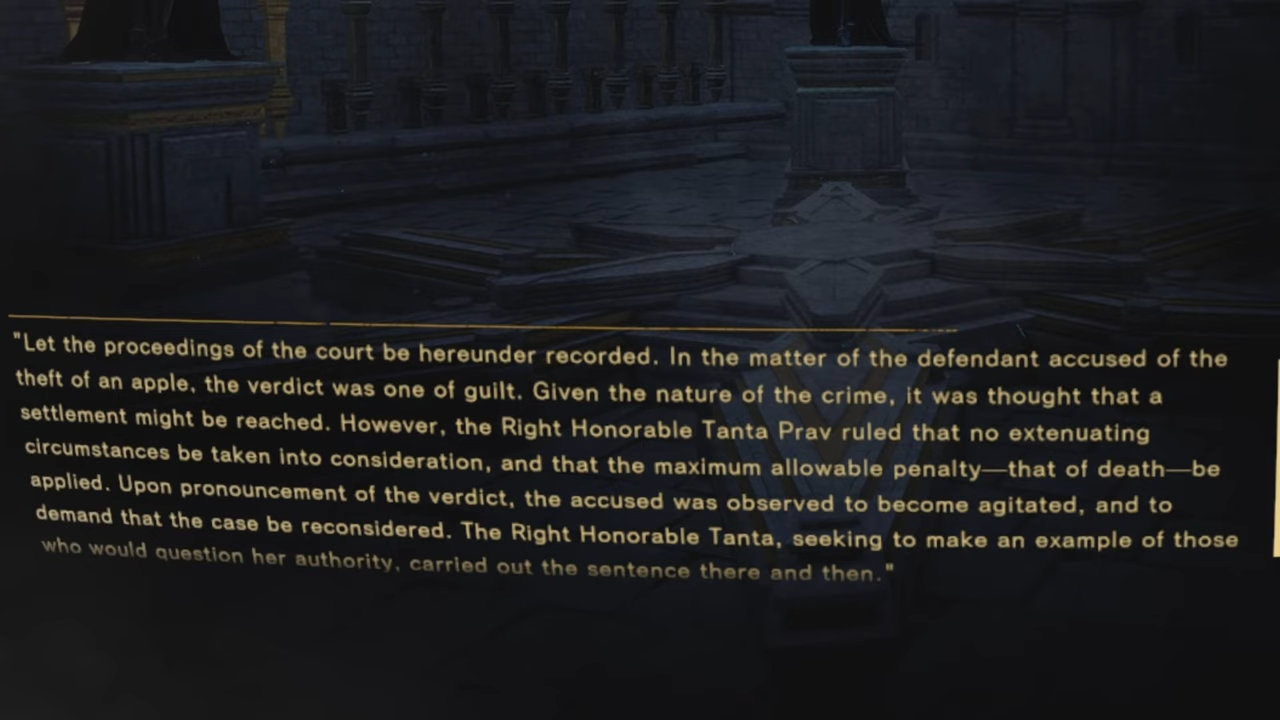 "Let the proceedings of the court be hereunder recorded. In the matter of the defendant accused of the
theft of an apple, the verdict was one of guilt. Given the nature of the crime, it was thought that a
settlement might be reached. However, the Right Honorable Tanta Prav ruled that no extenuating
circumstances be taken into consideration, and that the maximum allowable penalty—that of death—be
applied. Upon pronouncement of the verdict, the accused was observed to become agitated, and to
demand that the case be reconsidered. The Right Honorable Tanta, seeking to make an example of those
who would question her authority, carried out the sentence there and then."